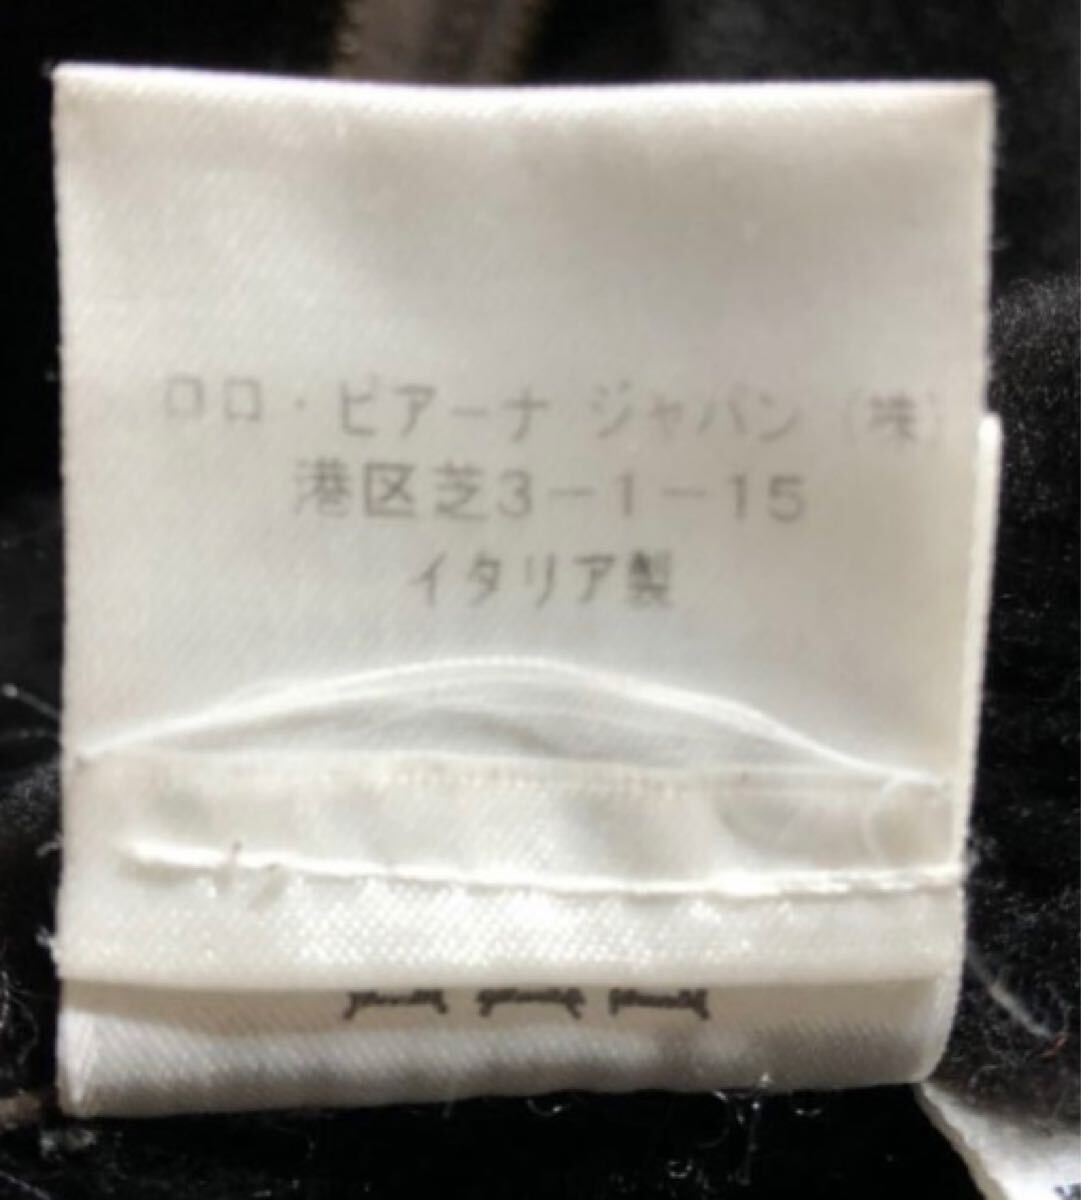 ロロ・ピアーナ ジャパン（株）
港区芝3-1-15
イタリア製